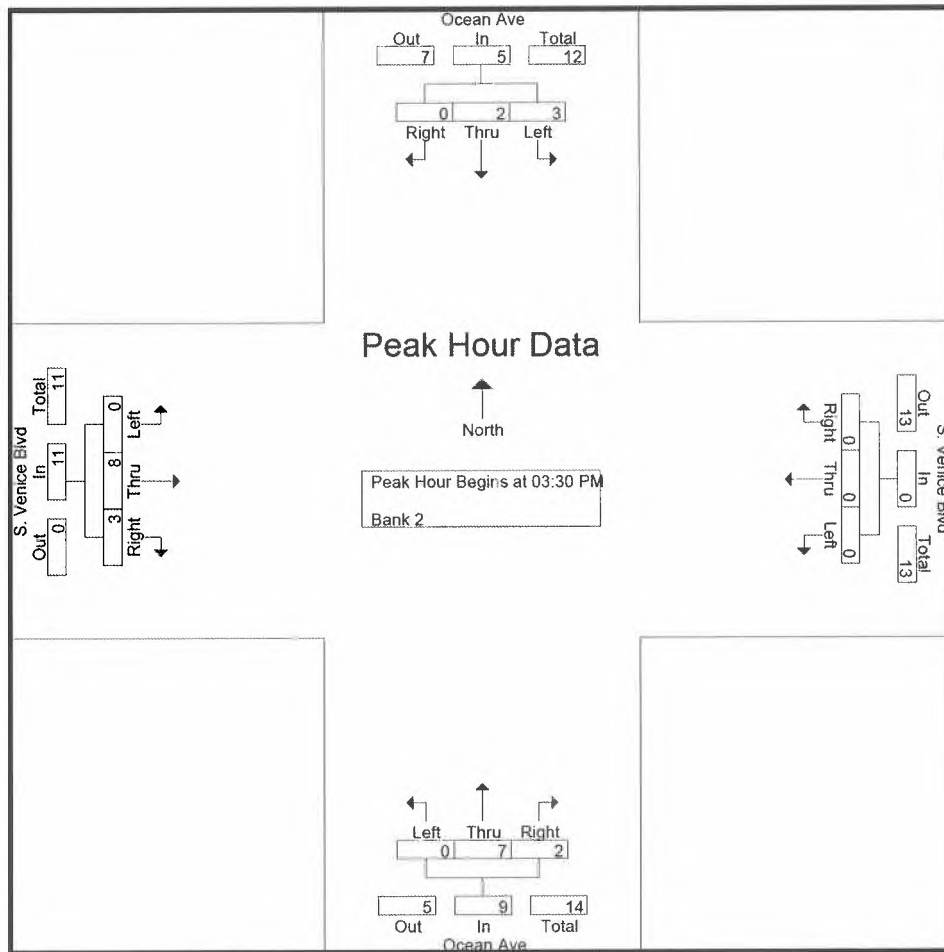 Ocean Ave
Out In Total
7 5 12
0 2 3
Right Thru Left
Peak Hour Data
North
Peak Hour Begins at 03:30 PM
Bank 2
S. Venice Blvd
Out In Total
0 11 11
3 8 0
Right Thru Left
S. Venice Blvd
Out In Total
13 0 13
0 0 0
Right Thru Left
Left Thru Right
0 7 2
5 9 14
Out In Total
Ocean Ave